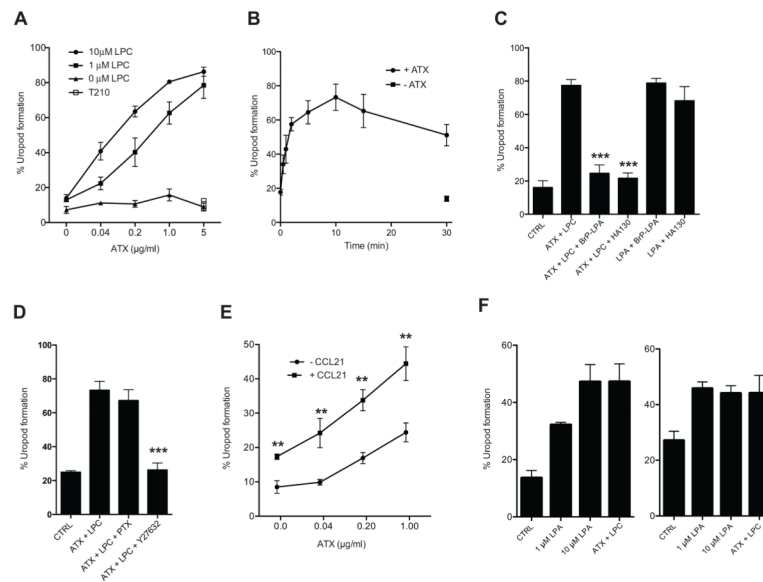 A
% Uropod formation
100
80
60
40
20
0
10μM LPC
1 μM LPC
0 μM LPC
T210
0 0.04 0.2 1.0 5
ATX (μg/ml)
B
% Uropod formation
100
80
60
40
20
0
+ ATX
- ATX
0 10 20 30
Time (min)
C
% Uropod formation
100
80
60
40
20
0
*** ***
CTRL
ATX + LPC
ATX + LPC + BrP-LPA
ATX + LPC + HA130
LPA + BrP-LPA
LPA + HA130
D
% Uropod formation
100
80
60
40
20
0
***
CTRL
ATX + LPC
ATX + LPC + PTX
ATX + LPC + Y27632
E
% Uropod formation
50
40
30
20
10
0
- CCL21
+ CCL21
** ** ** **
0.0 0.04 0.20 1.00
ATX (μg/ml)
F
% Uropod formation
60
40
20
0
CTRL
1 μM LPA
10 μM LPA
ATX + LPC
60
40
20
0
CTRL
1 μM LPA
10 μM LPA
ATX + LPC